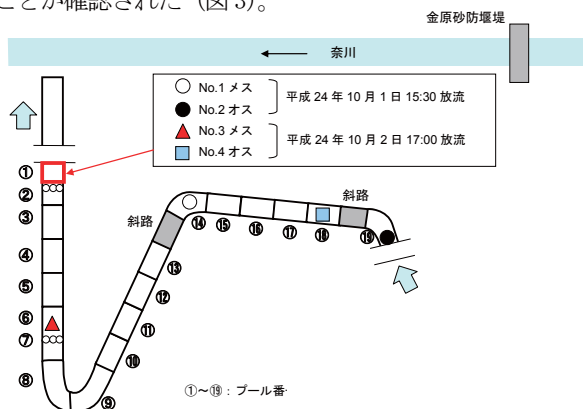 ことが確認された（図 3）。
金原砂防堰堤
奈川
No.1 メス
No.2 オス
平成 24 年 10 月 1 日 15:30 放流
No.3 メス
No.4 オス
平成 24 年 10 月 2 日 17:00 放流
①
②
③
④
⑤
⑥
⑦
⑧
⑨
⑩
⑪
⑫
⑬
斜路
⑭
⑮
⑯
⑰
⑱
斜路
⑲
①～⑲：プール番